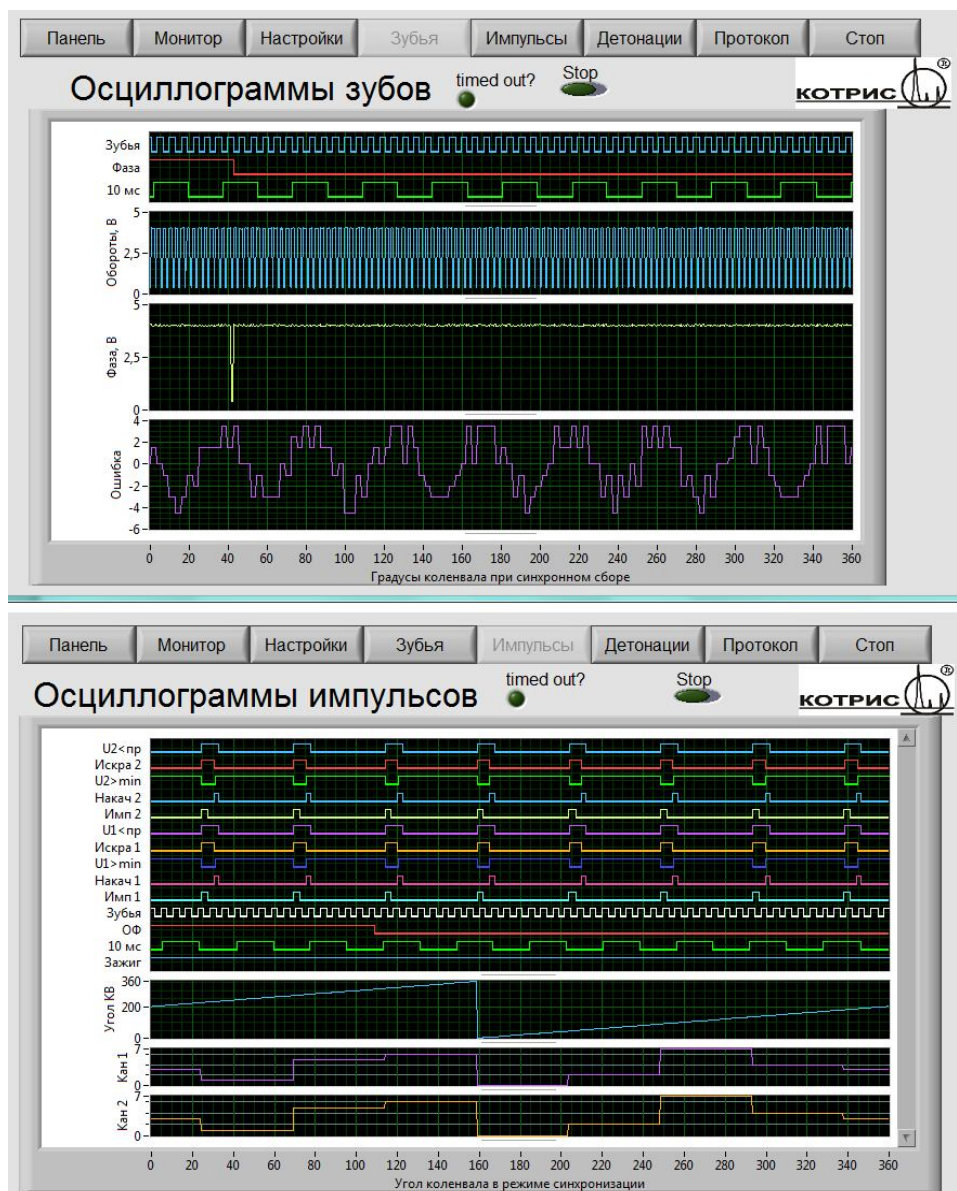 Панель Монитор Настройки Зубья Импульсы Детонации Протокол Стоп
Осциллограммы зубов timed out? Stop
КОТРИС ®
Зубья
Фаза
10 мс
5
Обороты, В
2,5
0
5
Фаза, В
2,5
0
4
2
Ошибка
0
-2
-4
-6
0 20 40 60 80 100 120 140 160 180 200 220 240 260 280 300 320 340 360
Градусы коленвала при синхронном сборе
Панель Монитор Настройки Зубья Импульсы Детонации Протокол Стоп
Осциллограммы импульсов timed out? Stop
КОТРИС ®
U2<пр
Искра 2
U2>min
Накач 2
Имп 2
U1<пр
Искра 1
U1>min
Накач 1
Имп 1
Зубья
ОФ
10 мс
Зажиг
360
Угол КВ
200
0
7
Кан 1
0
7
Кан 2
0
0 20 40 60 80 100 120 140 160 180 200 220 240 260 280 300 320 340 360
Угол коленвала в режиме синхронизации